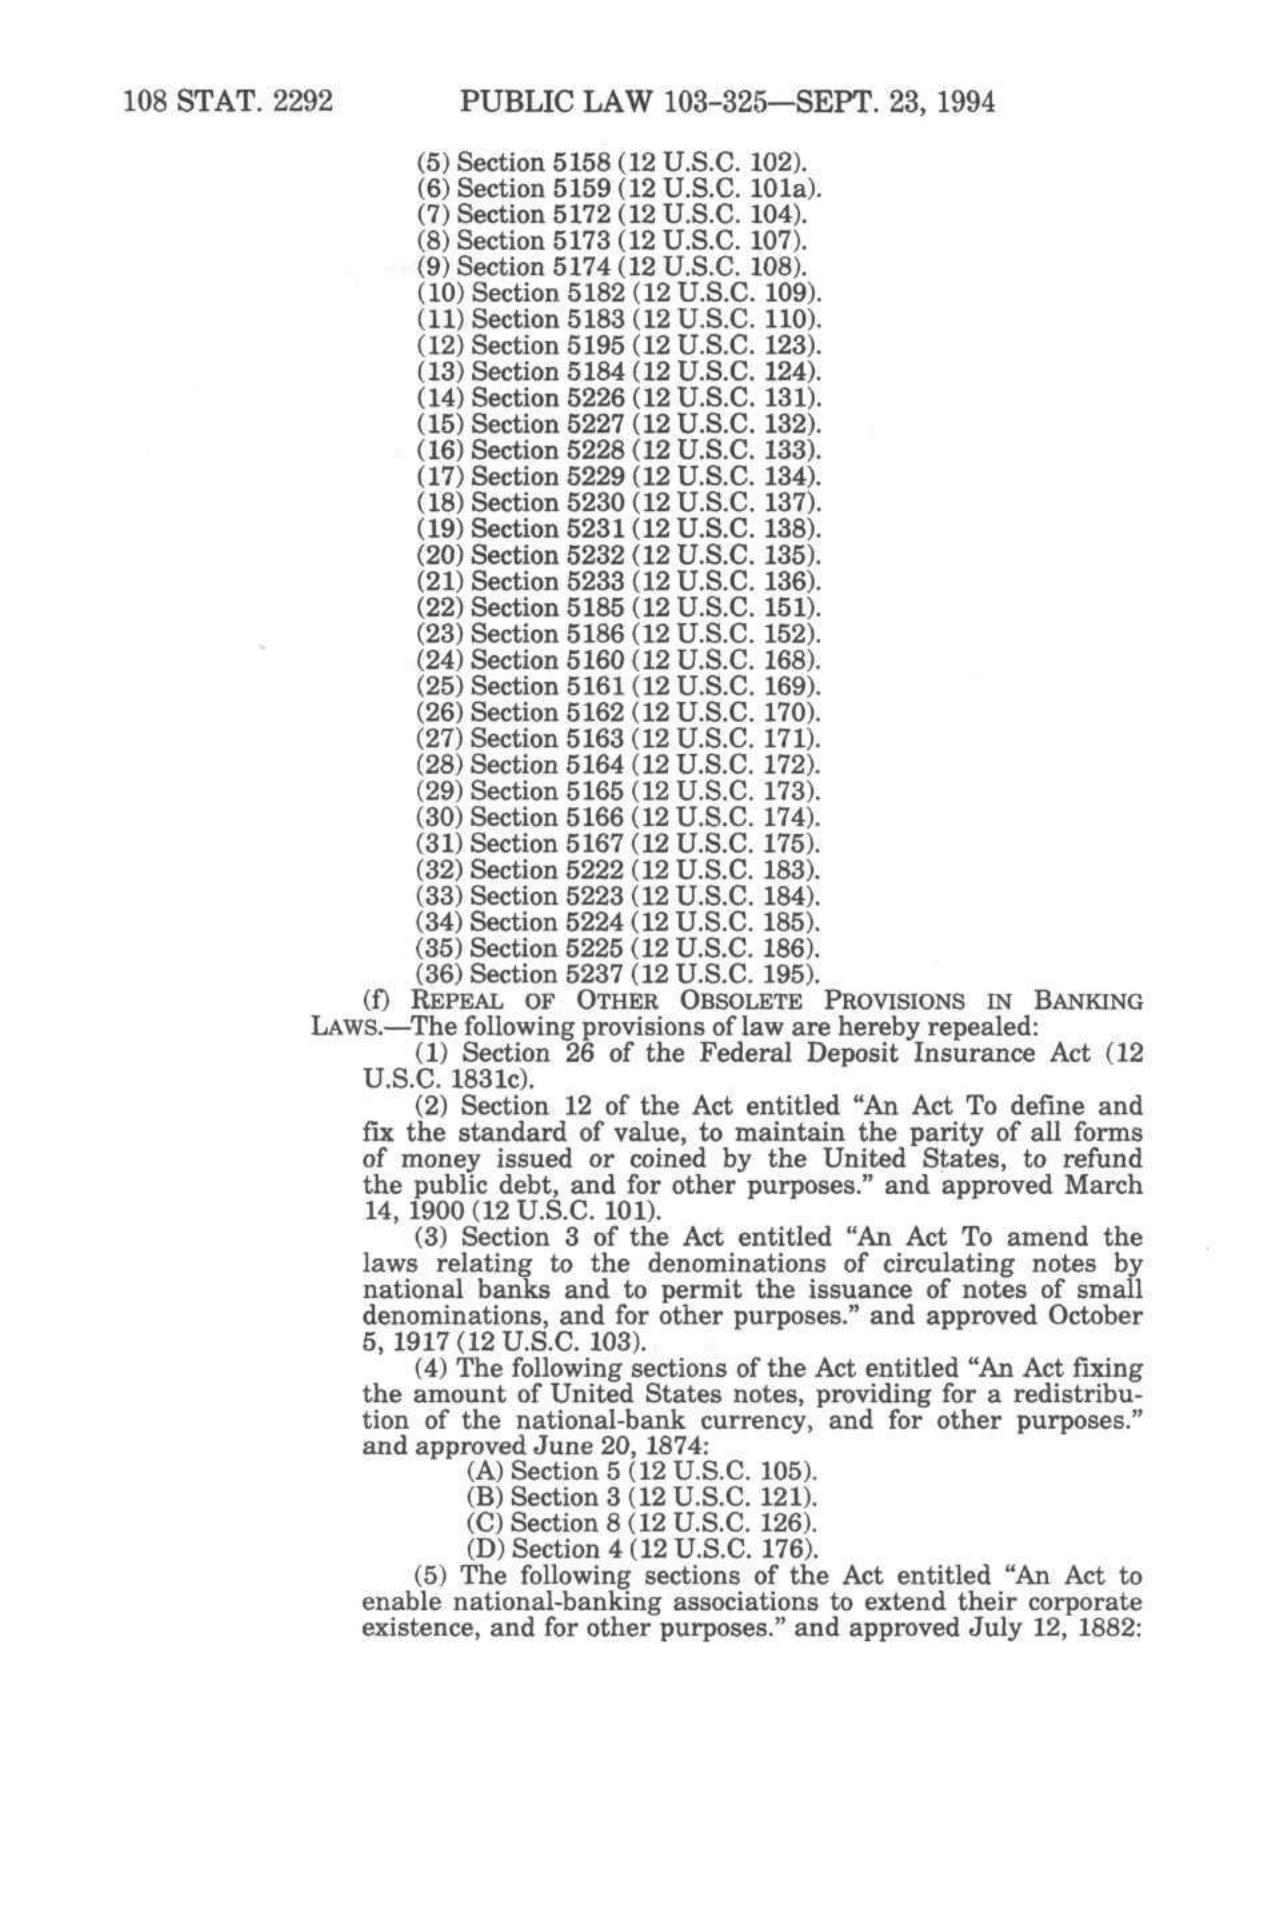 108 STAT. 2292 PUBLIC LAW 103-325—SEPT. 23, 1994
(5) Section 5158 (12 U.S.C. 102).
(6) Section 5159 (12 U.S.C. 101a).
(7) Section 5172 (12 U.S.C. 104).
(8) Section 5173 (12 U.S.C. 107).
(9) Section 5174 (12 U.S.C. 108).
(10) Section 5182 (12 U.S.C. 109).
(11) Section 5183 (12 U.S.C. 110).
(12) Section 5195 (12 U.S.C. 123).
(13) Section 5184 (12 U.S.C. 124).
(14) Section 5226 (12 U.S.C. 131).
(15) Section 5227 (12 U.S.C. 132).
(16) Section 5228 (12 U.S.C. 133).
(17) Section 5229 (12 U.S.C. 134).
(18) Section 5230 (12 U.S.C. 137).
(19) Section 5231 (12 U.S.C. 138).
(20) Section 5232 (12 U.S.C. 135).
(21) Section 5233 (12 U.S.C. 136).
(22) Section 5185 (12 U.S.C. 151).
(23) Section 5186 (12 U.S.C. 152).
(24) Section 5160 (12 U.S.C. 168).
(25) Section 5161 (12 U.S.C. 169).
(26) Section 5162 (12 U.S.C. 170).
(27) Section 5163 (12 U.S.C. 171).
(28) Section 5164 (12 U.S.C. 172).
(29) Section 5165 (12 U.S.C. 173).
(30) Section 5166 (12 U.S.C. 174).
(31) Section 5167 (12 U.S.C. 175).
(32) Section 5222 (12 U.S.C. 183).
(33) Section 5223 (12 U.S.C. 184).
(34) Section 5224 (12 U.S.C. 185).
(35) Section 5225 (12 U.S.C. 186).
(36) Section 5237 (12 U.S.C. 195).
(f) REPEAL OF OTHER OBSOLETE PROVISIONS IN BANKING
LAWS.—The following provisions of law are hereby repealed:
(1) Section 26 of the Federal Deposit Insurance Act (12
U.S.C. 1831c).
(2) Section 12 of the Act entitled “An Act To define and
fix the standard of value, to maintain the parity of all forms
of money issued or coined by the United States, to refund
the public debt, and for other purposes.” and approved March
14, 1900 (12 U.S.C. 101).
(3) Section 3 of the Act entitled “An Act To amend the
laws relating to the denominations of circulating notes by
national banks and to permit the issuance of notes of small
denominations, and for other purposes.” and approved October
5, 1917 (12 U.S.C. 103).
(4) The following sections of the Act entitled “An Act fixing
the amount of United States notes, providing for a redistribu-
tion of the national-bank currency, and for other purposes.”
and approved June 20, 1874:
(A) Section 5 (12 U.S.C. 105).
(B) Section 3 (12 U.S.C. 121).
(C) Section 8 (12 U.S.C. 126).
(D) Section 4 (12 U.S.C. 176).
(5) The following sections of the Act entitled “An Act to
enable national-banking associations to extend their corporate
existence, and for other purposes.” and approved July 12, 1882: